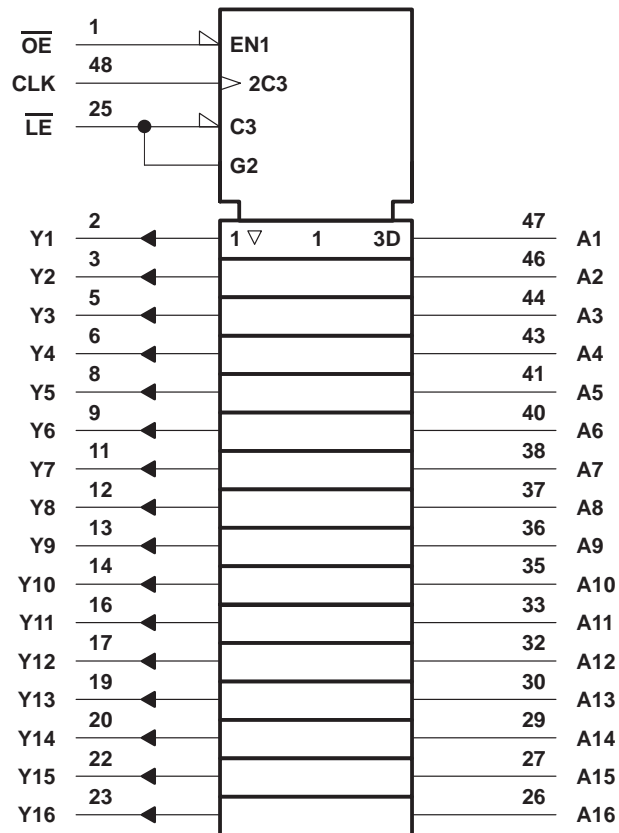 OE 1 EN1
CLK 48 2C3
LE 25 C3
G2
Y1 2 1 ▽ 1 3D 47 A1
Y2 3 46 A2
Y3 5 44 A3
Y4 6 43 A4
Y5 8 41 A5
Y6 9 40 A6
Y7 11 38 A7
Y8 12 37 A8
Y9 13 36 A9
Y10 14 35 A10
Y11 16 33 A11
Y12 17 32 A12
Y13 19 30 A13
Y14 20 29 A14
Y15 22 27 A15
Y16 23 26 A16